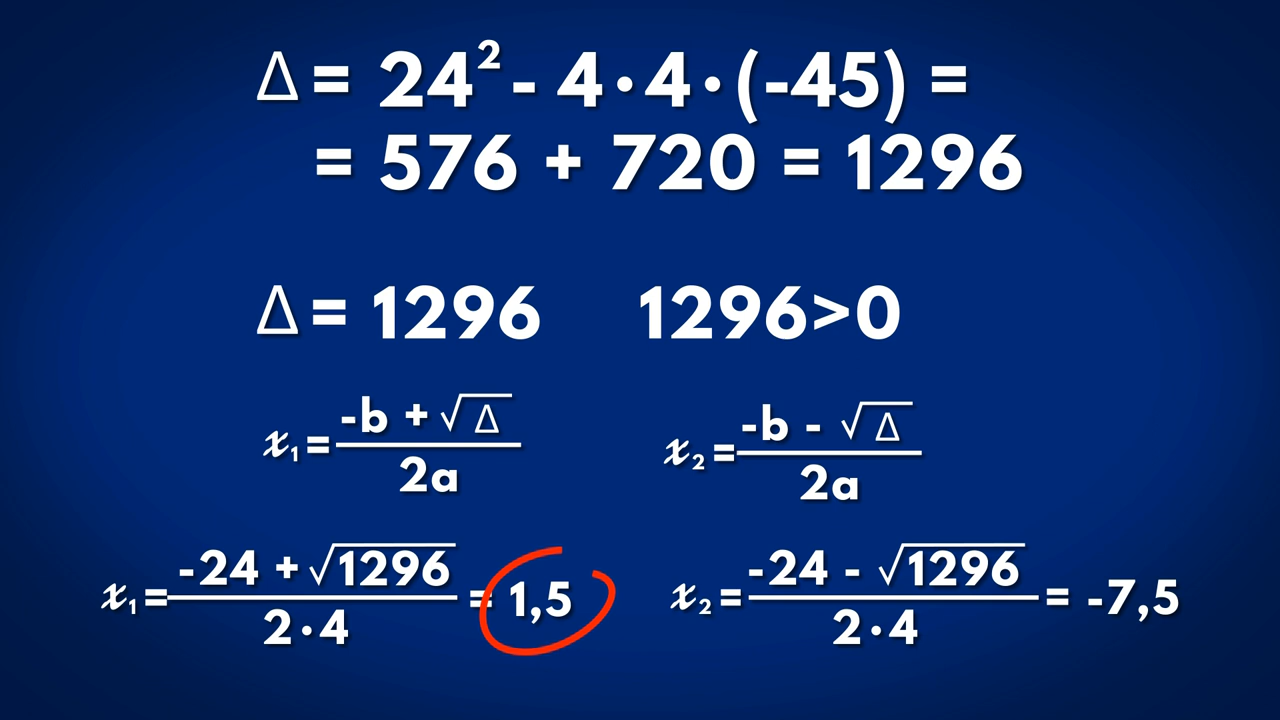 Δ = 24² - 4·4·(-45) =
= 576 + 720 = 1296
Δ = 1296 1296>0
x₁ = (-b + √Δ)/2a x₂ = (-b - √Δ)/2a
x₁ = (-24 + √1296)/(2·4) = 1,5 x₂ = (-24 - √1296)/(2·4) = -7,5